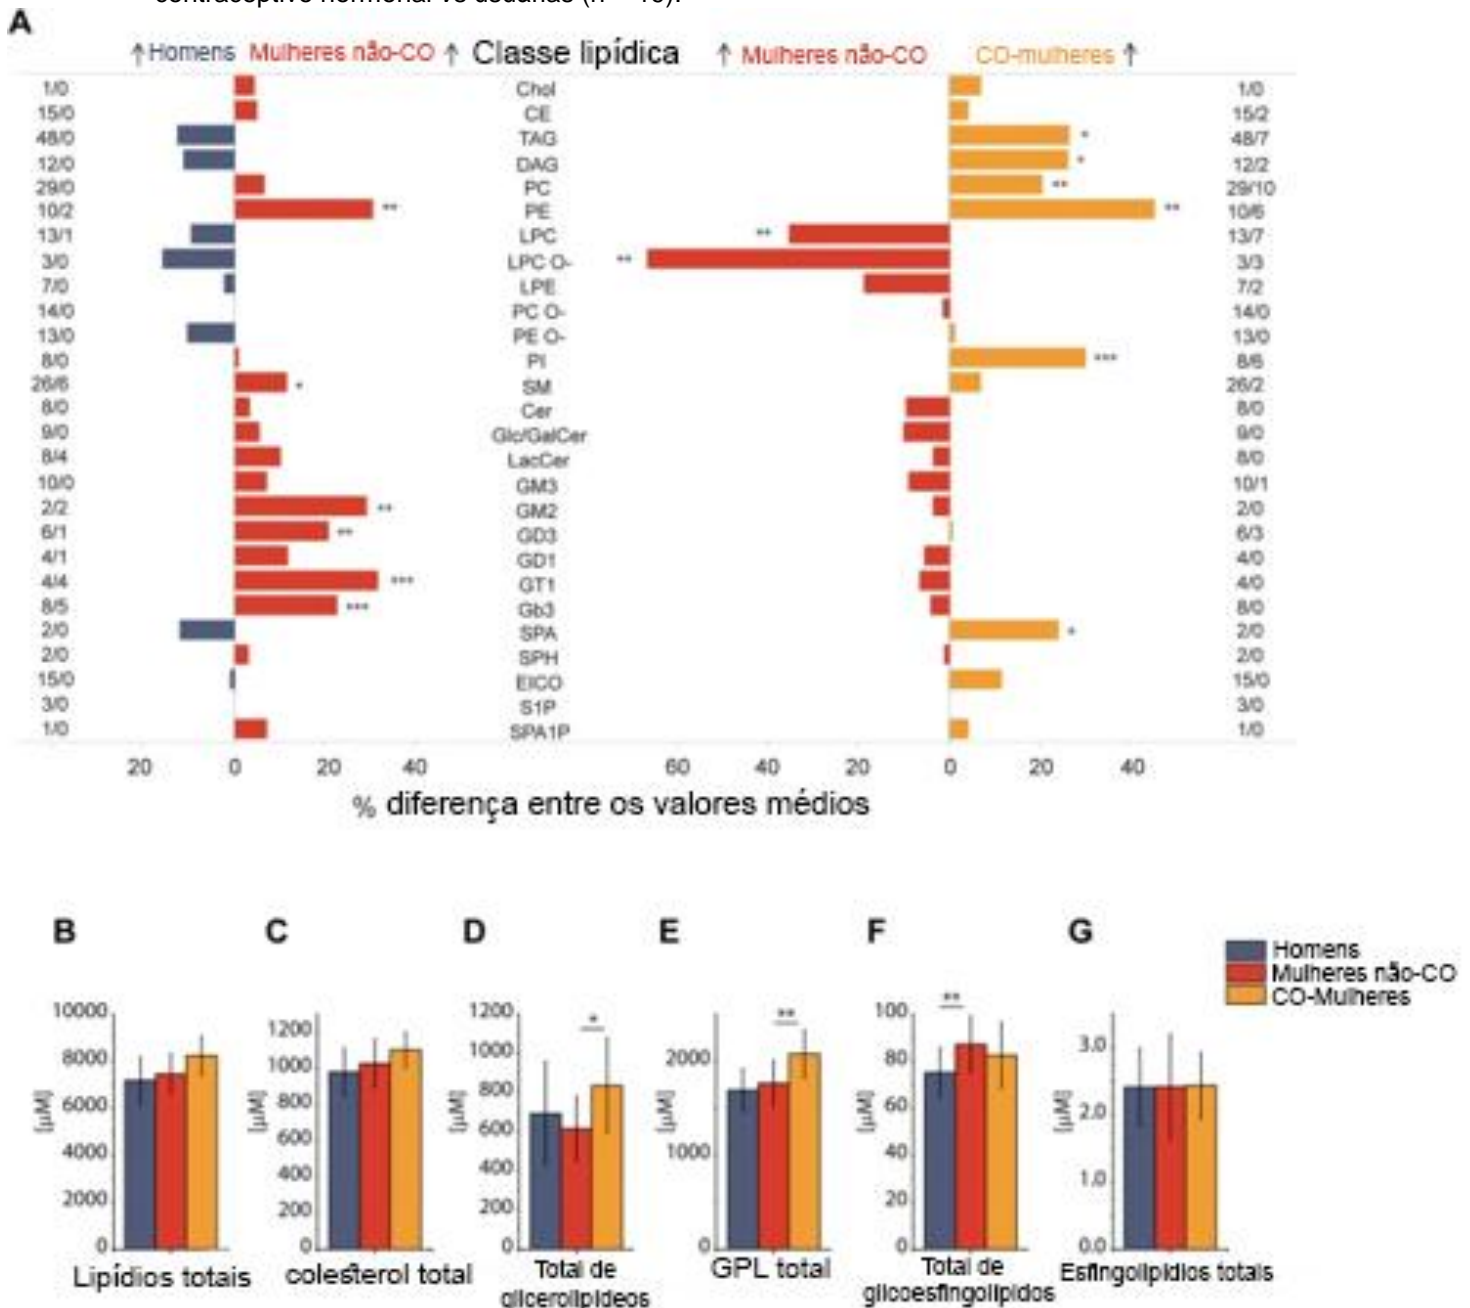 A
↑Homens Mulheres não-CO ↑ Classe lipídica ↑ Mulheres não-CO CO-mulheres ↑
1/0 Chol 1/0
15/0 CE 15/2
48/0 TAG * 48/7
12/0 DAG * 12/2
29/0 PC ** 29/10
10/2 ** PE ** 10/6
13/1 LPC ** 13/7
3/0 LPC O- ** 3/3
7/0 LPE 7/2
14/0 PC O- 14/0
13/0 PE O- 13/0
8/0 PI *** 8/6
26/6 * SM 26/2
8/0 Cer 8/0
9/0 Glc/GalCer 9/0
8/4 LacCer 8/0
10/0 GM3 10/1
2/2 ** GM2 2/0
6/1 ** GD3 6/3
4/1 GD1 4/0
4/4 *** GT1 4/0
8/5 *** Gb3 8/0
2/0 SPA * 2/0
2/0 SPH 2/0
15/0 EICO 15/0
3/0 S1P 3/0
1/0 SPA1P 1/0
20 0 20 40 60 40 20 0 20 40
% diferença entre os valores médios
B C D E F G
Homens
Mulheres não-CO
CO-Mulheres
[µM]
10000
8000
6000
4000
2000
0
Lipídios totais
[µM]
1200
1000
800
600
400
200
0
colesterol total
[µM]
1200
1000
800
600
400
200
0
*
Total de
glicerolipídeos
[µM]
2000
1000
0
**
GPL total
[µM]
100
80
60
40
20
0
**
Total de
glicoesfingolípidos
[µM]
3.0
2.0
1.0
0.0
Esfingolipídios totais